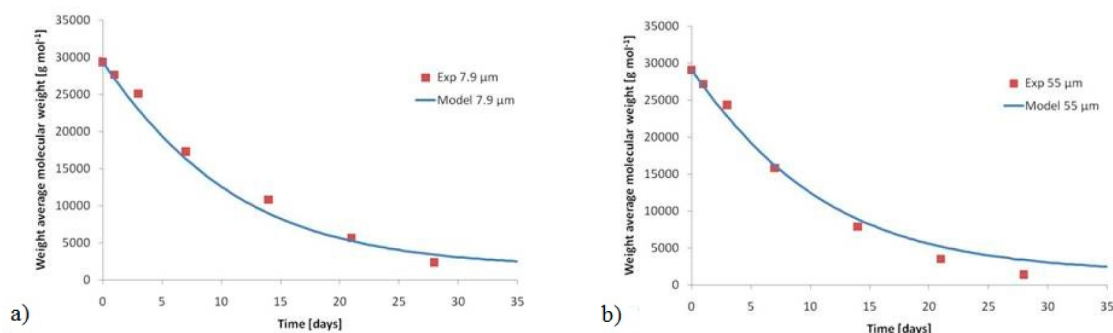 35000
30000
25000
20000
15000
10000
5000
0
Weight average molecular weight [g mol⁻¹]
Exp 7.9 µm
Model 7.9 µm
0 5 10 15 20 25 30 35
Time [days]
a)
35000
30000
25000
20000
15000
10000
5000
0
Weight average molecular weight [g mol⁻¹]
Exp 55 µm
Model 55 µm
0 5 10 15 20 25 30 35
Time [days]
b)